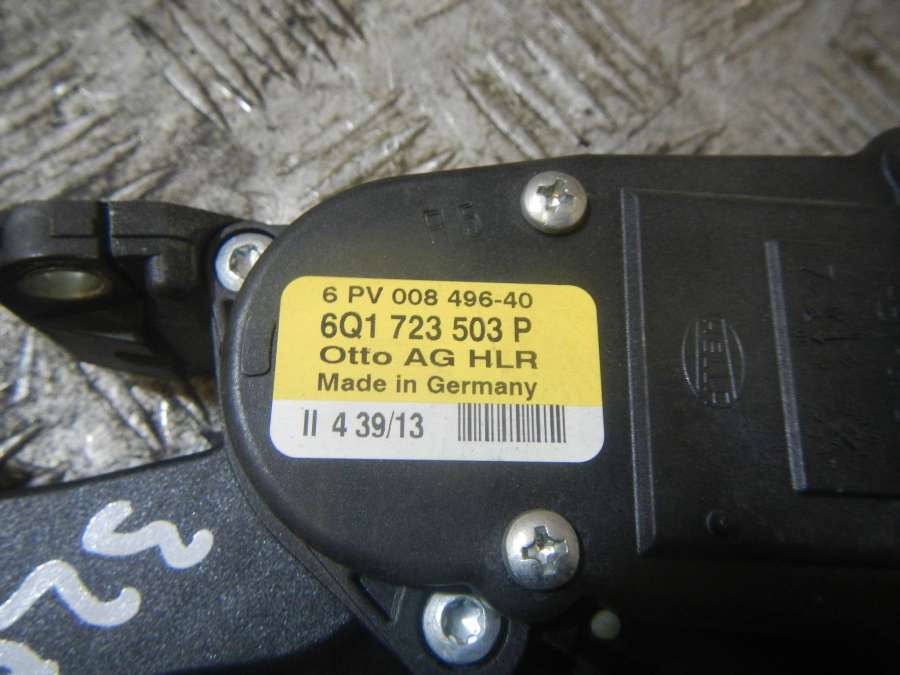 6 PV 008 496-40
6Q1 723 503 P
Otto AG HLR
Made in Germany
II 4 39/13